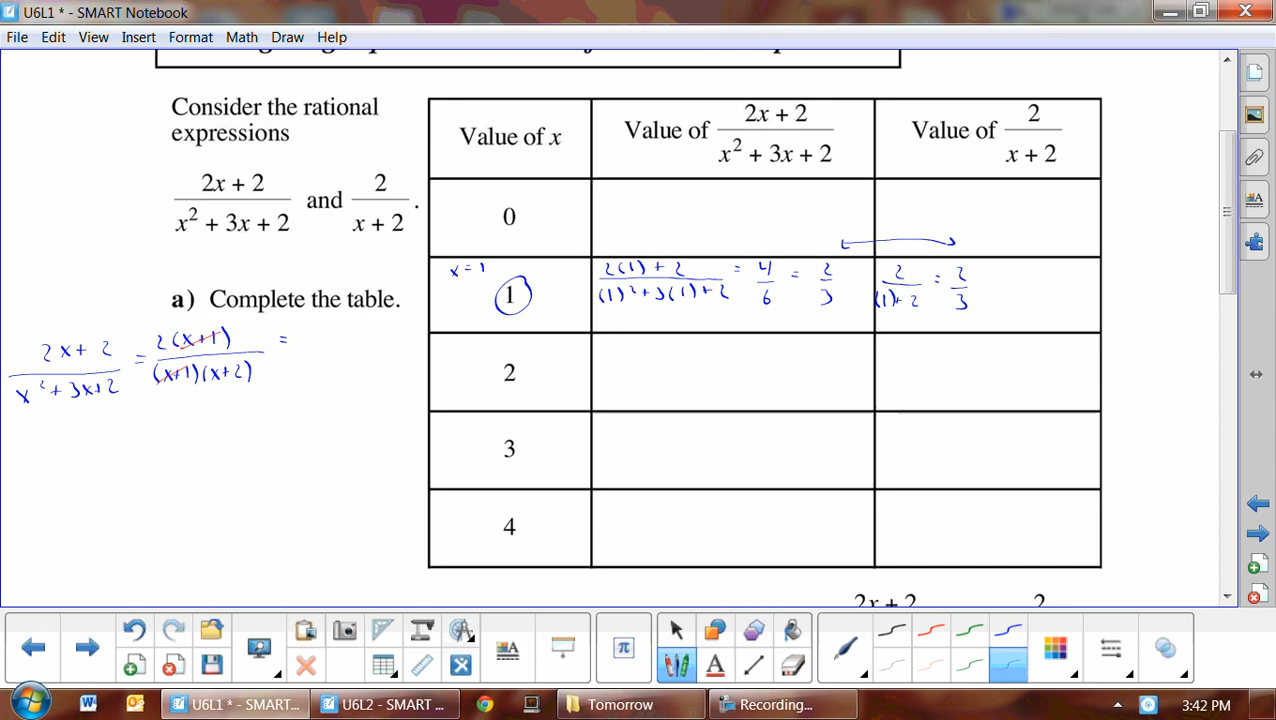 U6L1 * - SMART Notebook
File Edit View Insert Format Math Draw Help
Consider the rational
expressions
(2x + 2)/(x² + 3x + 2) and 2/(x + 2).
a) Complete the table.
2x + 2/(x² + 3x + 2) = 2(x+1)/((x+1)(x+2)) =
Value of x
Value of (2x + 2)/(x² + 3x + 2)
Value of 2/(x + 2)
0
x = 1
1
(2(1) + 2)/((1)² + 3(1) + 2) = 4/6 = 2/3
2/((1) + 2) = 2/3
2
3
4
2x + 2
2
π
A
U6L1 * - SMART...
U6L2 - SMART ...
Tomorrow
Recording...
3:42 PM